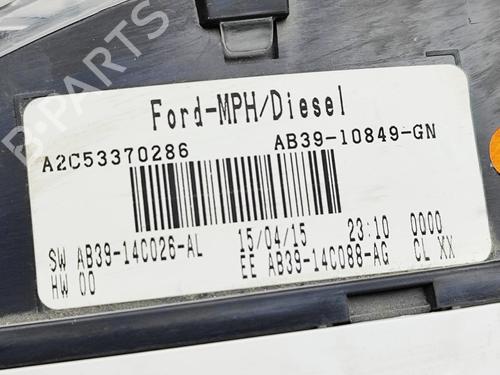 B-PARTS
Ford-MPH/Diesel
A2C53370286 AB39-10849-GN
SW AB39-14C026-AL 15/04/15 23:10 0000
HW 00 EE AB39-14C088-AG CL XX